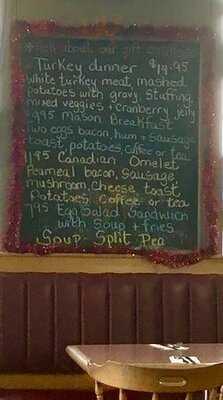 Ask about our gift certificates
Turkey dinner $14.95
White turkey meat mashed
potatoes with gravy Stuffing
mixed veggies + Cranberry jelly
9.95 Mason Breakfast
Two eggs bacon, ham + Sausage
toast, potatoes, coffee or tea
11.95 Canadian Omelet
Peameal bacon, Sausage
mushroom, cheese, toast
Potatoes Coffee or tea
7.95 Egg Salad Sandwich
with Soup + fries
Soup: Split Pea